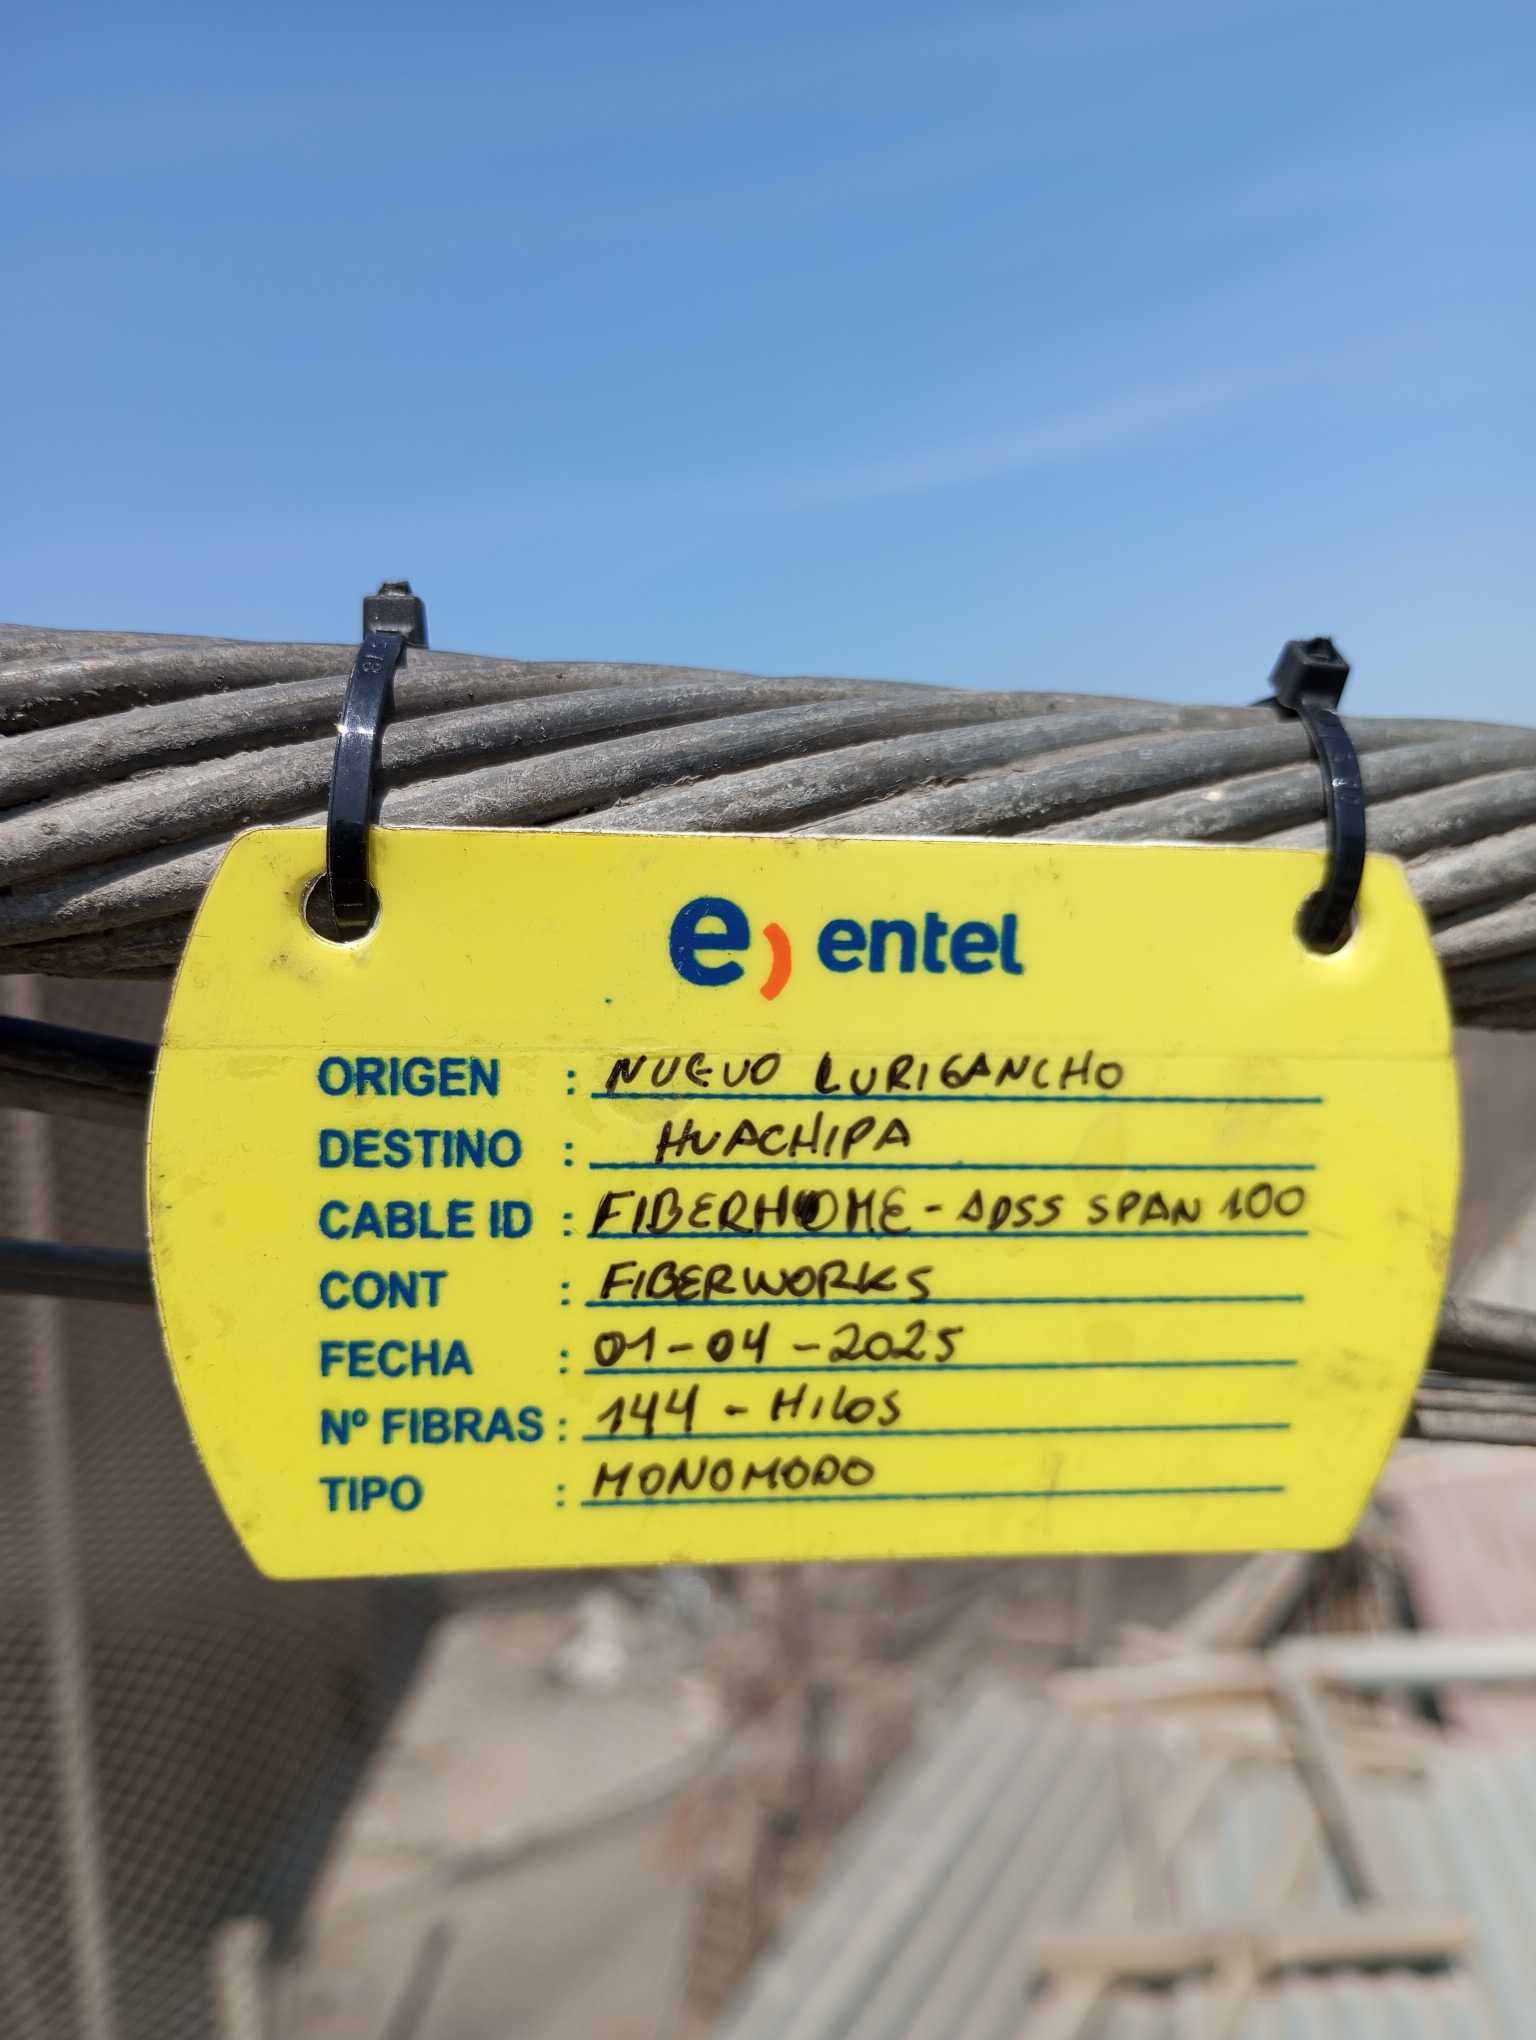 e) entel
ORIGEN : NUEVO LURIGANCHO
DESTINO : HUACHIPA
CABLE ID : FIBERHOME - ADSS SPAN 100
CONT : FIBERWORKS
FECHA : 01-04-2025
Nº FIBRAS : 144 - HILOS
TIPO : MONOMODO